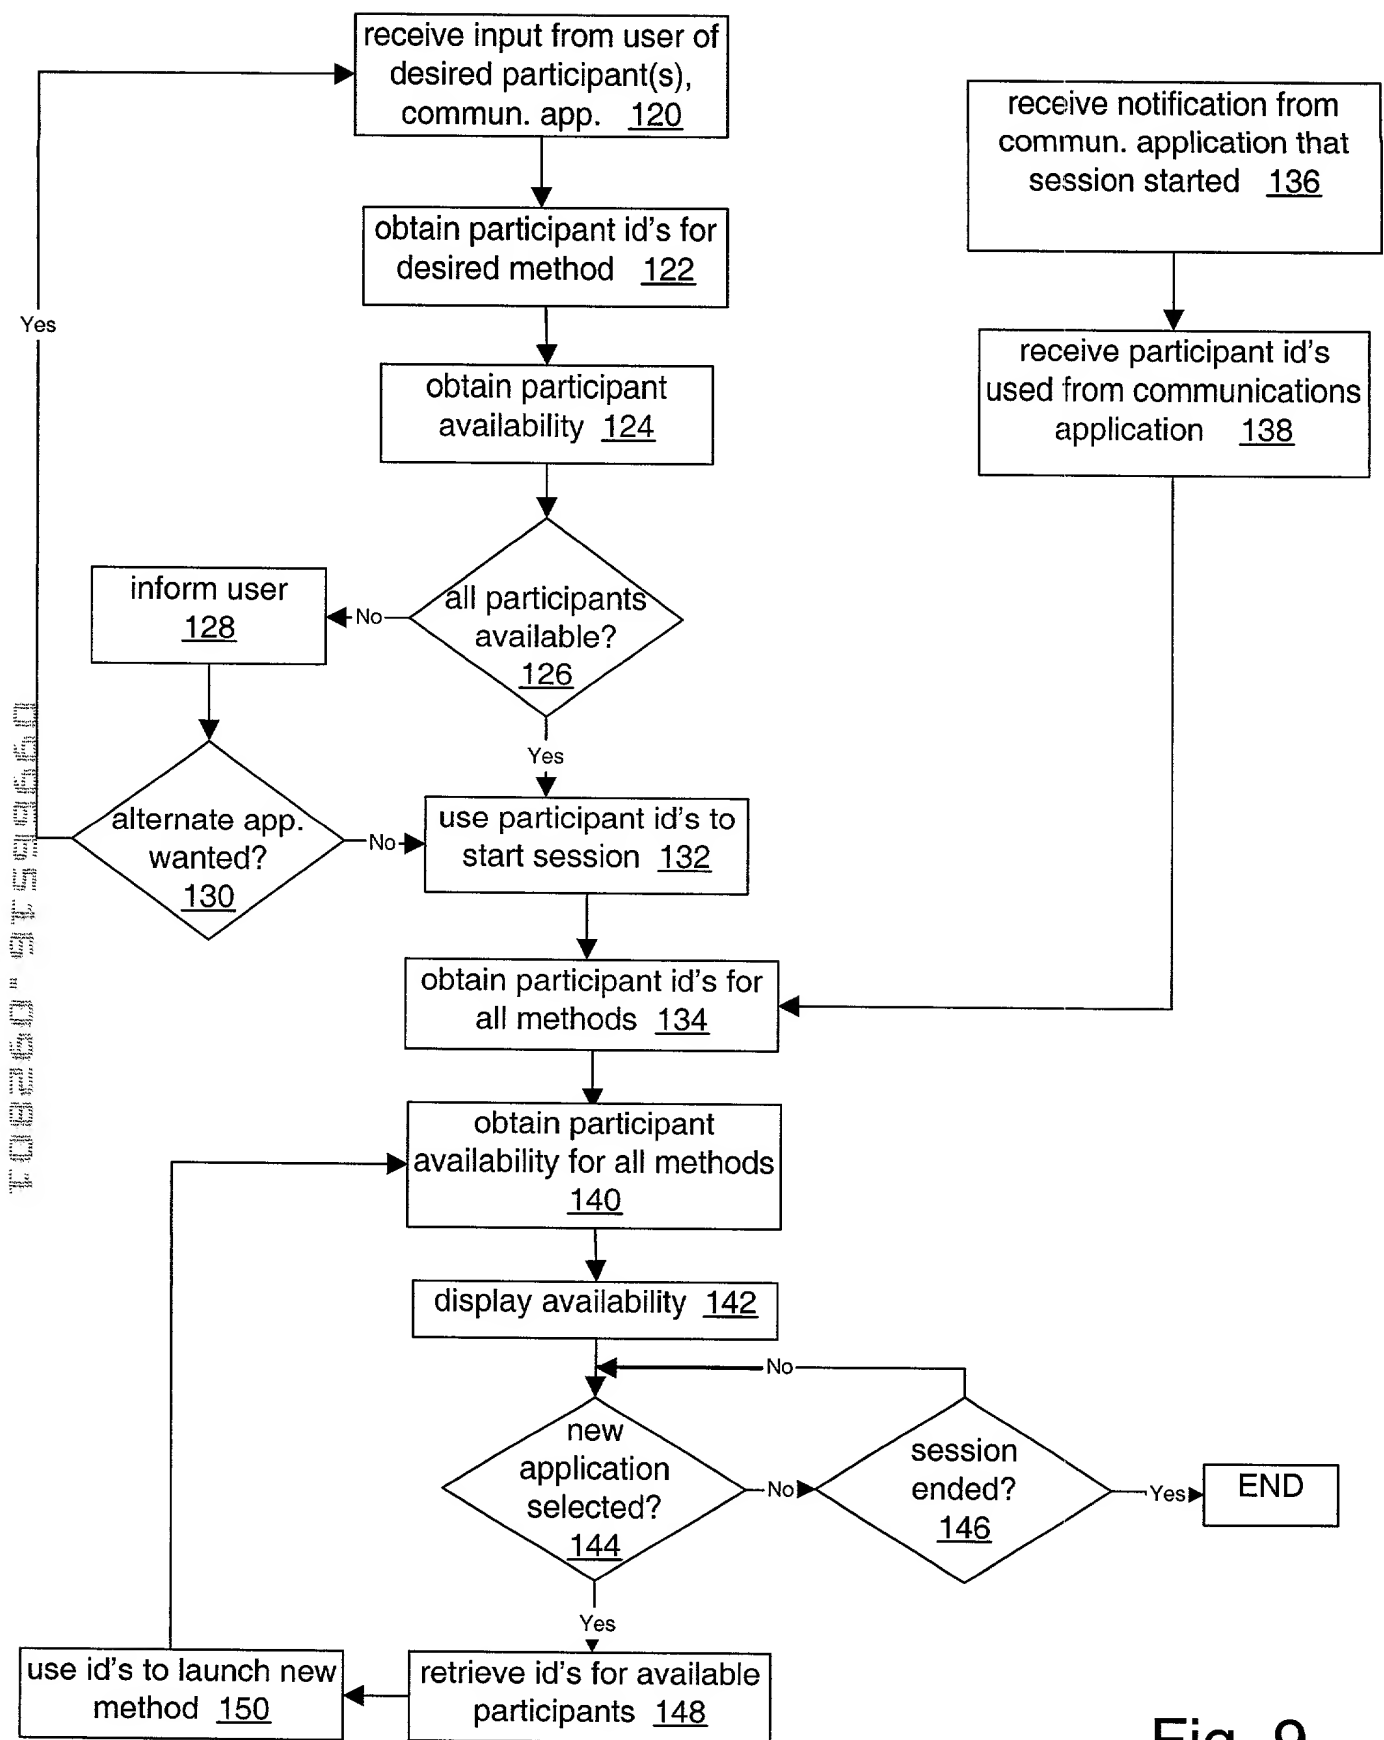 receive input from user of
desired participant(s),
commun. app. 120
receive notification from
commun. application that
session started 136
obtain participant id's for
desired method 122
Yes
receive participant id's
used from communications
application 138
obtain participant
availability 124
inform user
128
No
all participants
available?
126
Yes
alternate app.
wanted?
130
No
use participant id's to
start session 132
obtain participant id's for
all methods 134
obtain participant
availability for all methods
140
display availability 142
No
new
application
selected?
144
No
session
ended?
146
Yes
END
Yes
use id's to launch new
method 150
retrieve id's for available
participants 148
Fig. 9
09966516.092801